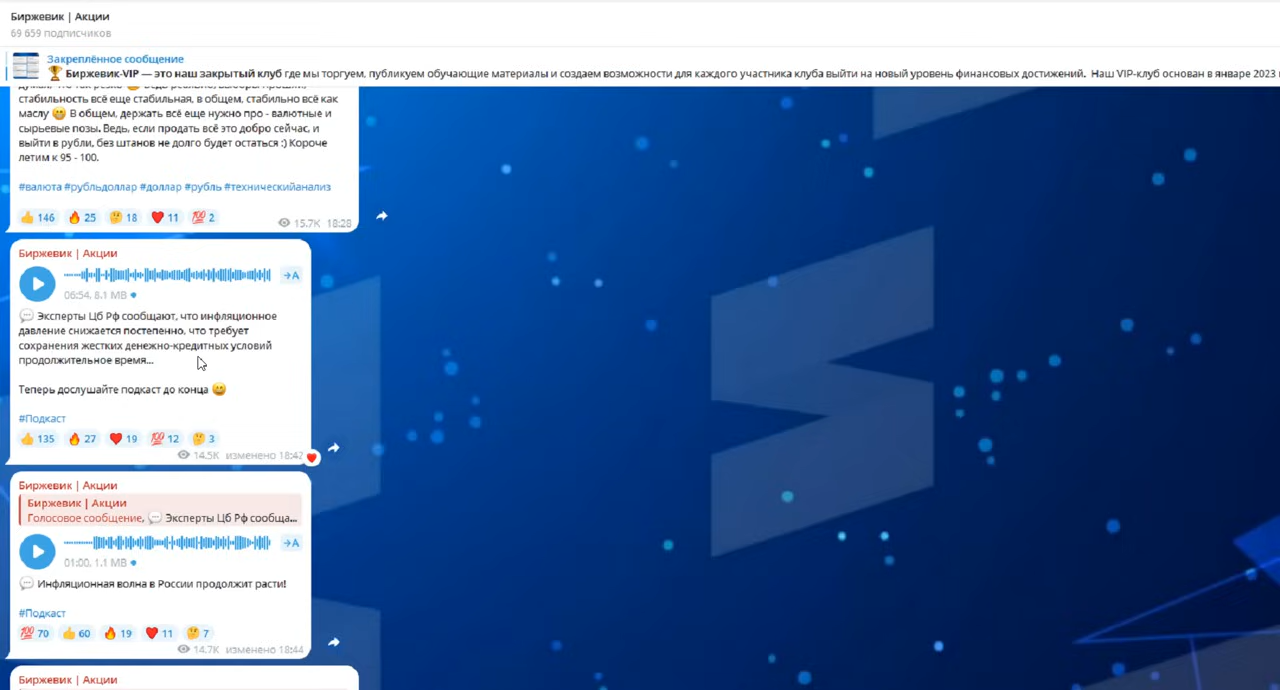 Биржевик | Акции
69 659 подписчиков
Закреплённое сообщение
🏆 Биржевик-VIP — это наш закрытый клуб где мы торгуем, публикуем обучающие материалы и создаем возможности для каждого участника клуба выйти на новый уровень финансовых достижений. Наш VIP-клуб основан в январе 2023
стабильность всё еще стабильная, в общем, стабильно всё как
маслу 😁 В общем, держать всё еще нужно про - валютные и
сырьевые позы. Ведь, если продать всё это добро сейчас, и
выйти в рубли, без штанов не долго будет остаться :) Короче
летим к 95 - 100.
#валюта #рубльдоллар #доллар #рубль #техническийанализ
👍 146 🔥 25 🤔 18 ❤️ 11 💯 2 15.7K 18:28
Биржевик | Акции
→A
06:54, 8.1 MB
💬 Эксперты Цб Рф сообщают, что инфляционное
давление снижается постепенно, что требует
сохранения жестких денежно-кредитных условий
продолжительное время...
Теперь дослушайте подкаст до конца 😀
#Подкаст
👍 135 🔥 27 ❤️ 19 💯 12 🤔 3
14.5K изменено 18:42
Биржевик | Акции
Биржевик | Акции
Голосовое сообщение, 💬 Эксперты Цб Рф сообща...
→A
01:00, 1.1 MB
💬 Инфляционная волна в России продолжит расти!
#Подкаст
💯 70 👍 60 🔥 19 ❤️ 11 🤔 7
14.7K изменено 18:44
Биржевик | Акции